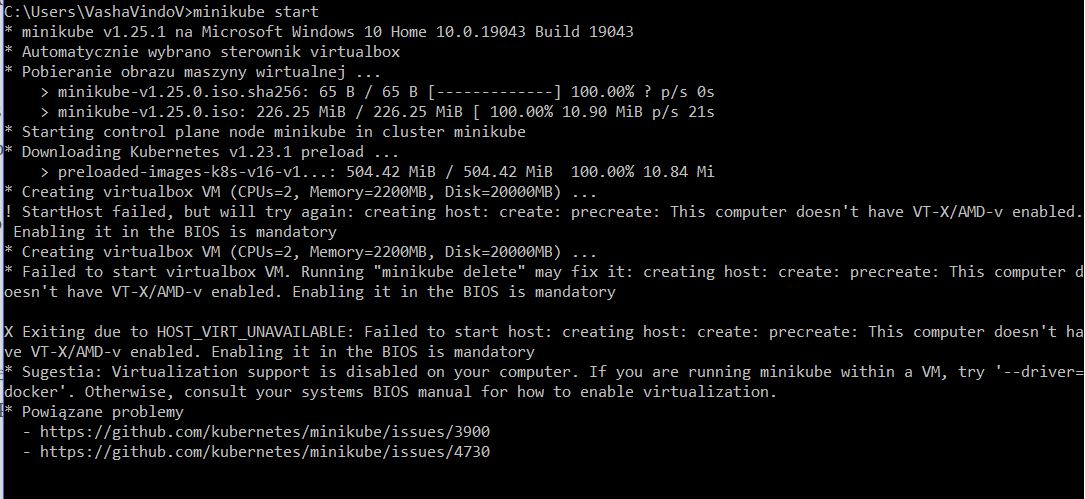 C:\Users\VashaVindoV>minikube start
* minikube v1.25.1 na Microsoft Windows 10 Home 10.0.19043 Build 19043
* Automatycznie wybrano sterownik virtualbox
* Pobieranie obrazu maszyny wirtualnej ...
    > minikube-v1.25.0.iso.sha256: 65 B / 65 B [-------------] 100.00% ? p/s 0s
    > minikube-v1.25.0.iso: 226.25 MiB / 226.25 MiB [ 100.00% 10.90 MiB p/s 21s
* Starting control plane node minikube in cluster minikube
* Downloading Kubernetes v1.23.1 preload ...
    > preloaded-images-k8s-v16-v1...: 504.42 MiB / 504.42 MiB  100.00% 10.84 Mi
* Creating virtualbox VM (CPUs=2, Memory=2200MB, Disk=20000MB) ...
! StartHost failed, but will try again: creating host: create: precreate: This computer doesn't have VT-X/AMD-v enabled.
 Enabling it in the BIOS is mandatory
* Creating virtualbox VM (CPUs=2, Memory=2200MB, Disk=20000MB) ...
* Failed to start virtualbox VM. Running "minikube delete" may fix it: creating host: create: precreate: This computer d
oesn't have VT-X/AMD-v enabled. Enabling it in the BIOS is mandatory
X Exiting due to HOST_VIRT_UNAVAILABLE: Failed to start host: creating host: create: precreate: This computer doesn't ha
ve VT-X/AMD-v enabled. Enabling it in the BIOS is mandatory
* Sugestia: Virtualization support is disabled on your computer. If you are running minikube within a VM, try '--driver=
docker'. Otherwise, consult your systems BIOS manual for how to enable virtualization.
* Powiązane problemy
  - https://github.com/kubernetes/minikube/issues/3900
  - https://github.com/kubernetes/minikube/issues/4730